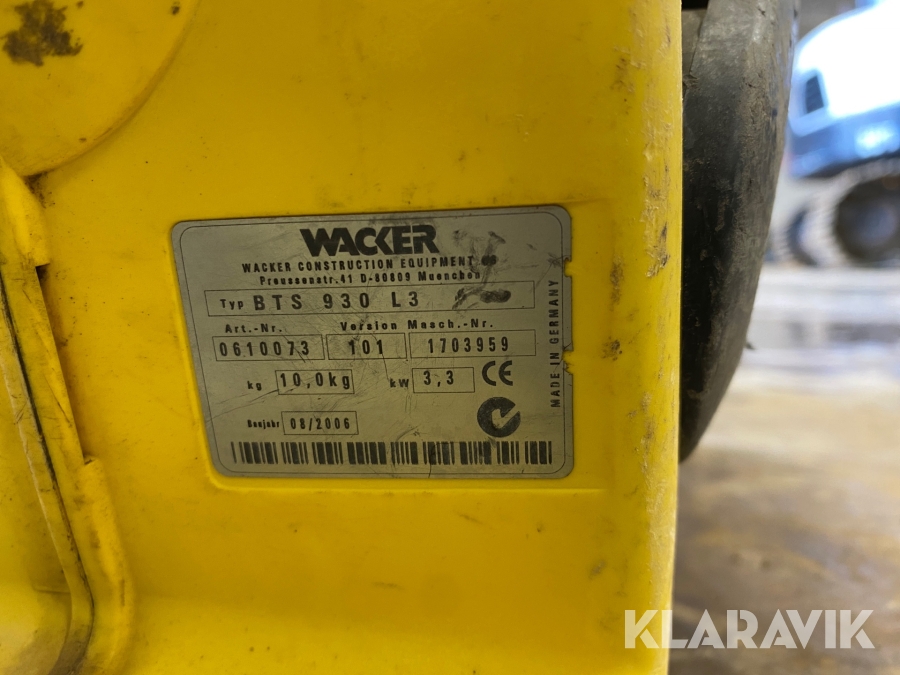 WACKER
WACKER CONSTRUCTION EQUIPMENT
Preussenstr.41 D-80809 Muenchen
Typ BTS 930 L3
Art.-Nr. Version Masch.-Nr.
0610073 101 1703959
kg 10,0kg kW 3,3 CE
Baujahr 08/2006
MADE IN GERMANY
KLARAVIK